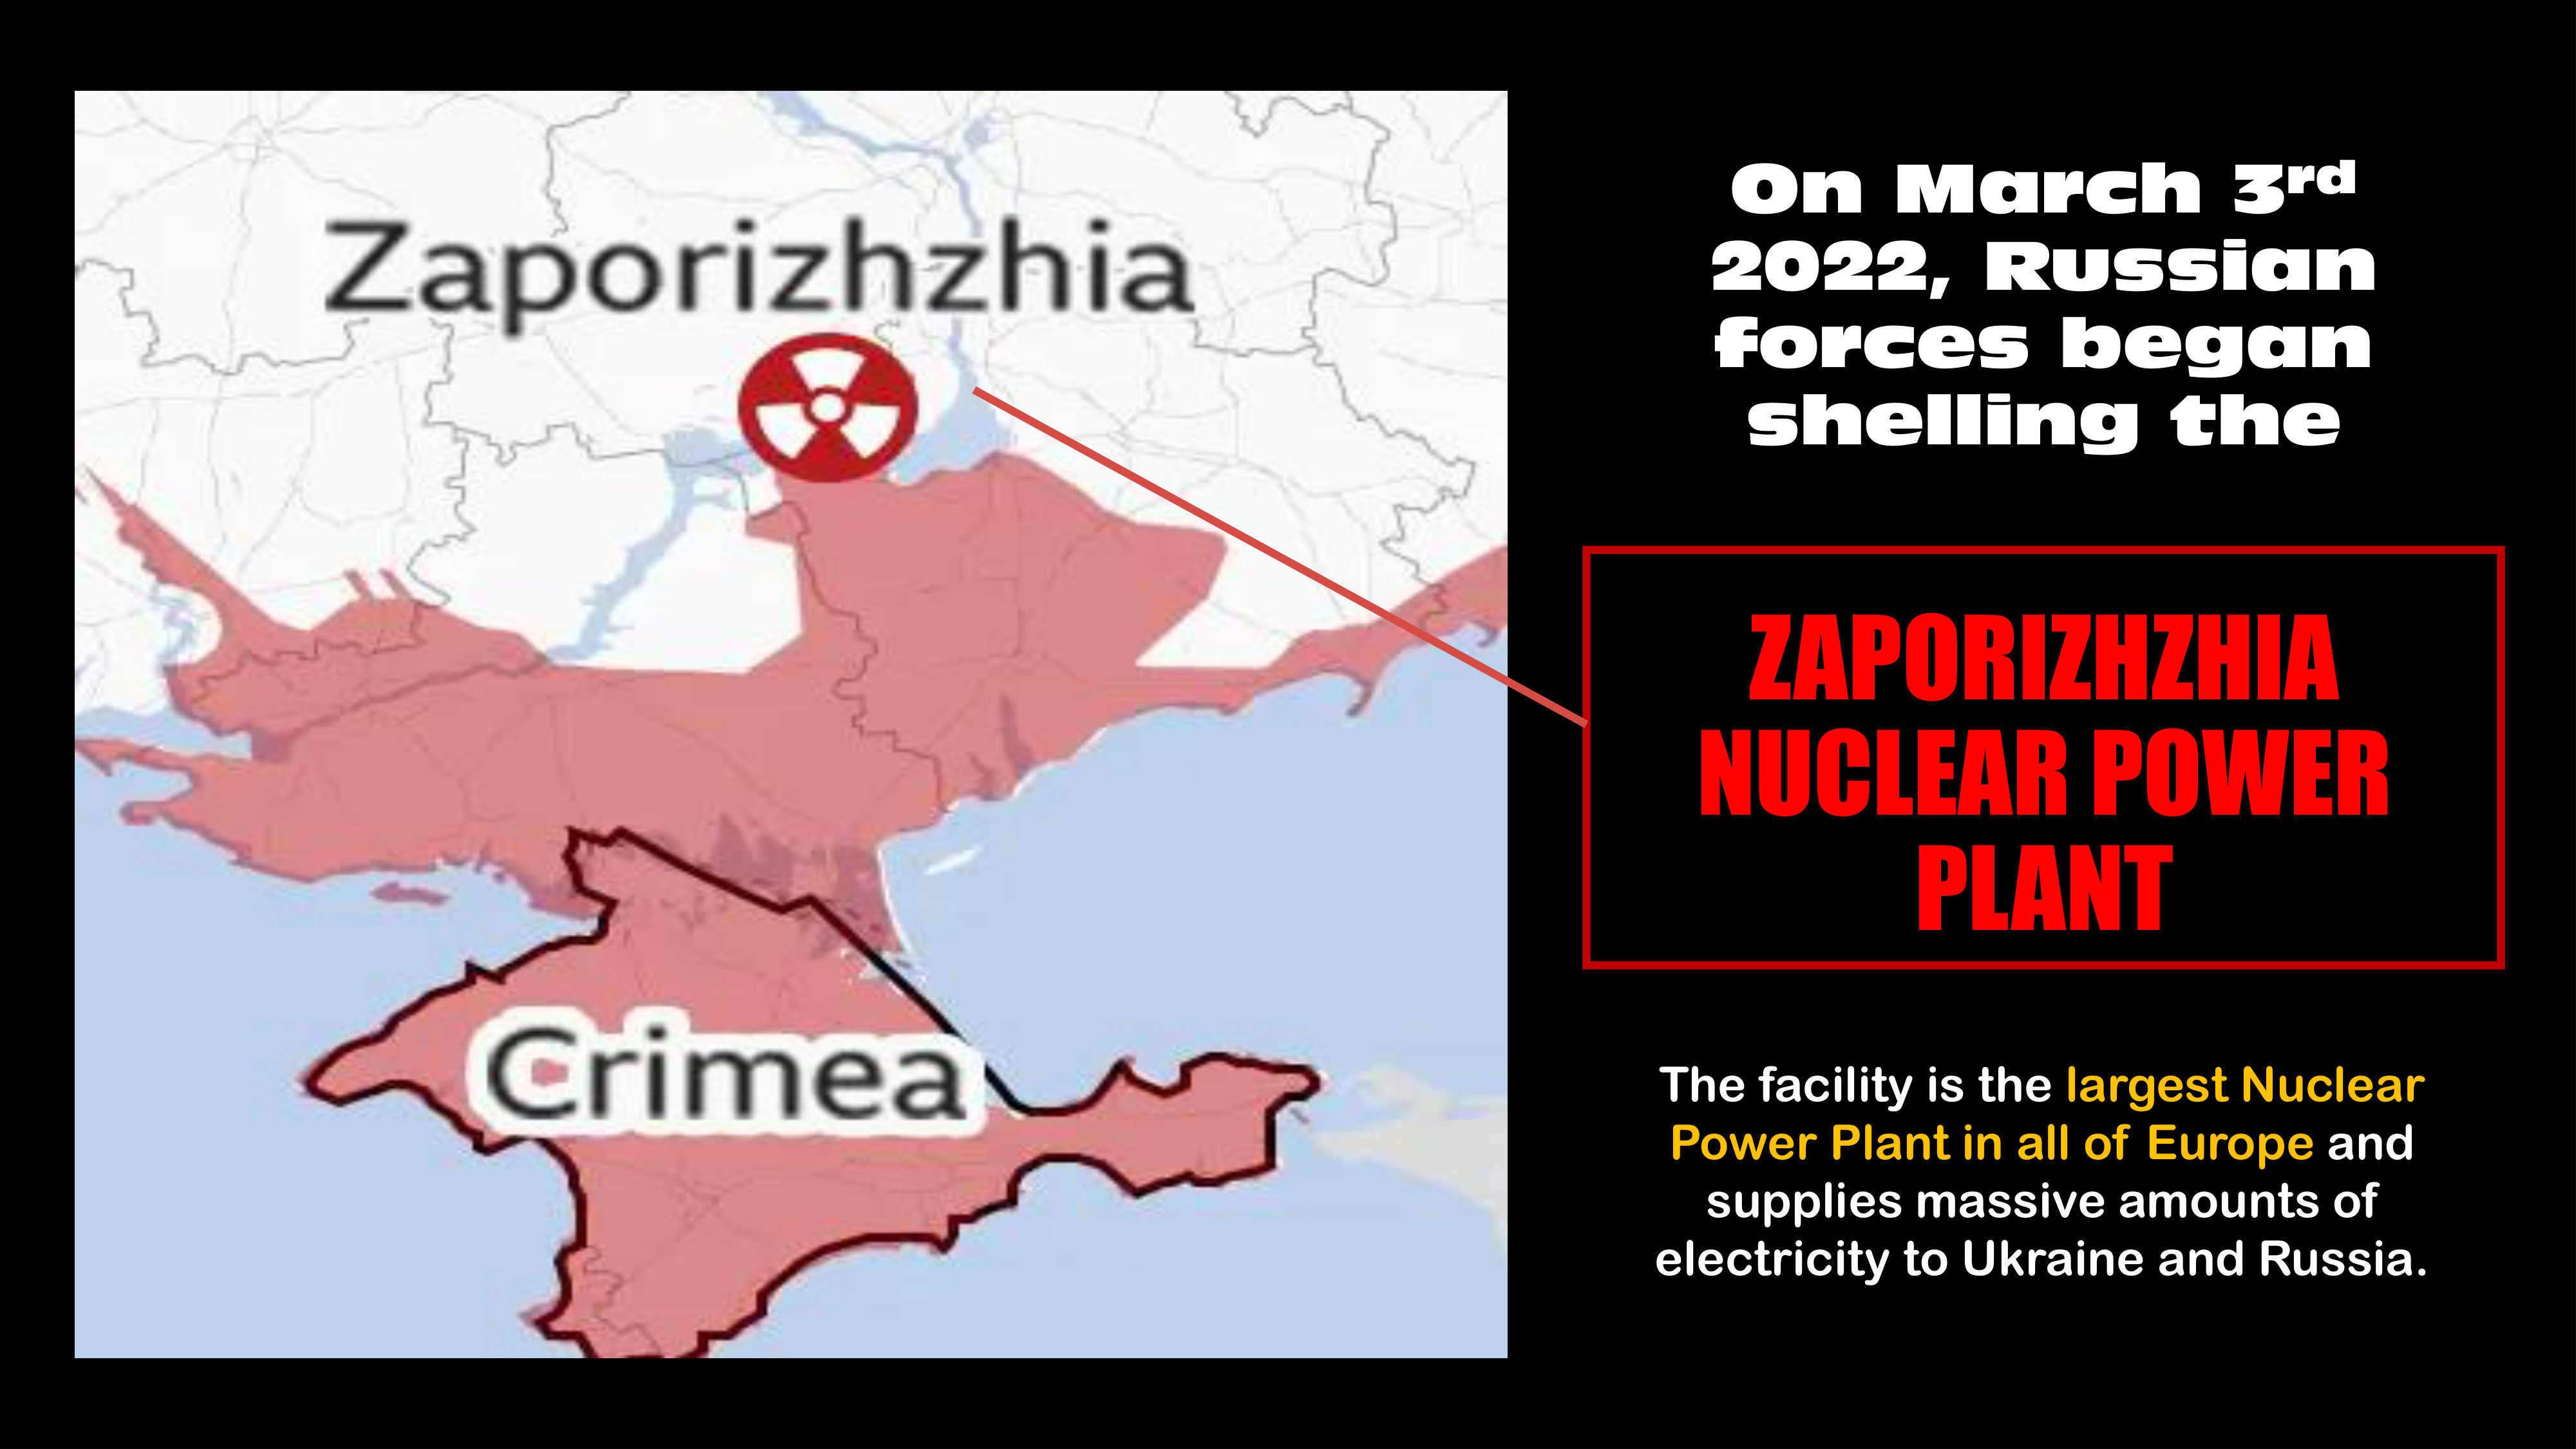 Zaporizhzhia
Crimea
On March 3rd
2022, Russian
forces began
shelling the
ZAPORIZHZHIA
NUCLEAR POWER
PLANT
The facility is the largest Nuclear
Power Plant in all of Europe and
supplies massive amounts of
electricity to Ukraine and Russia.